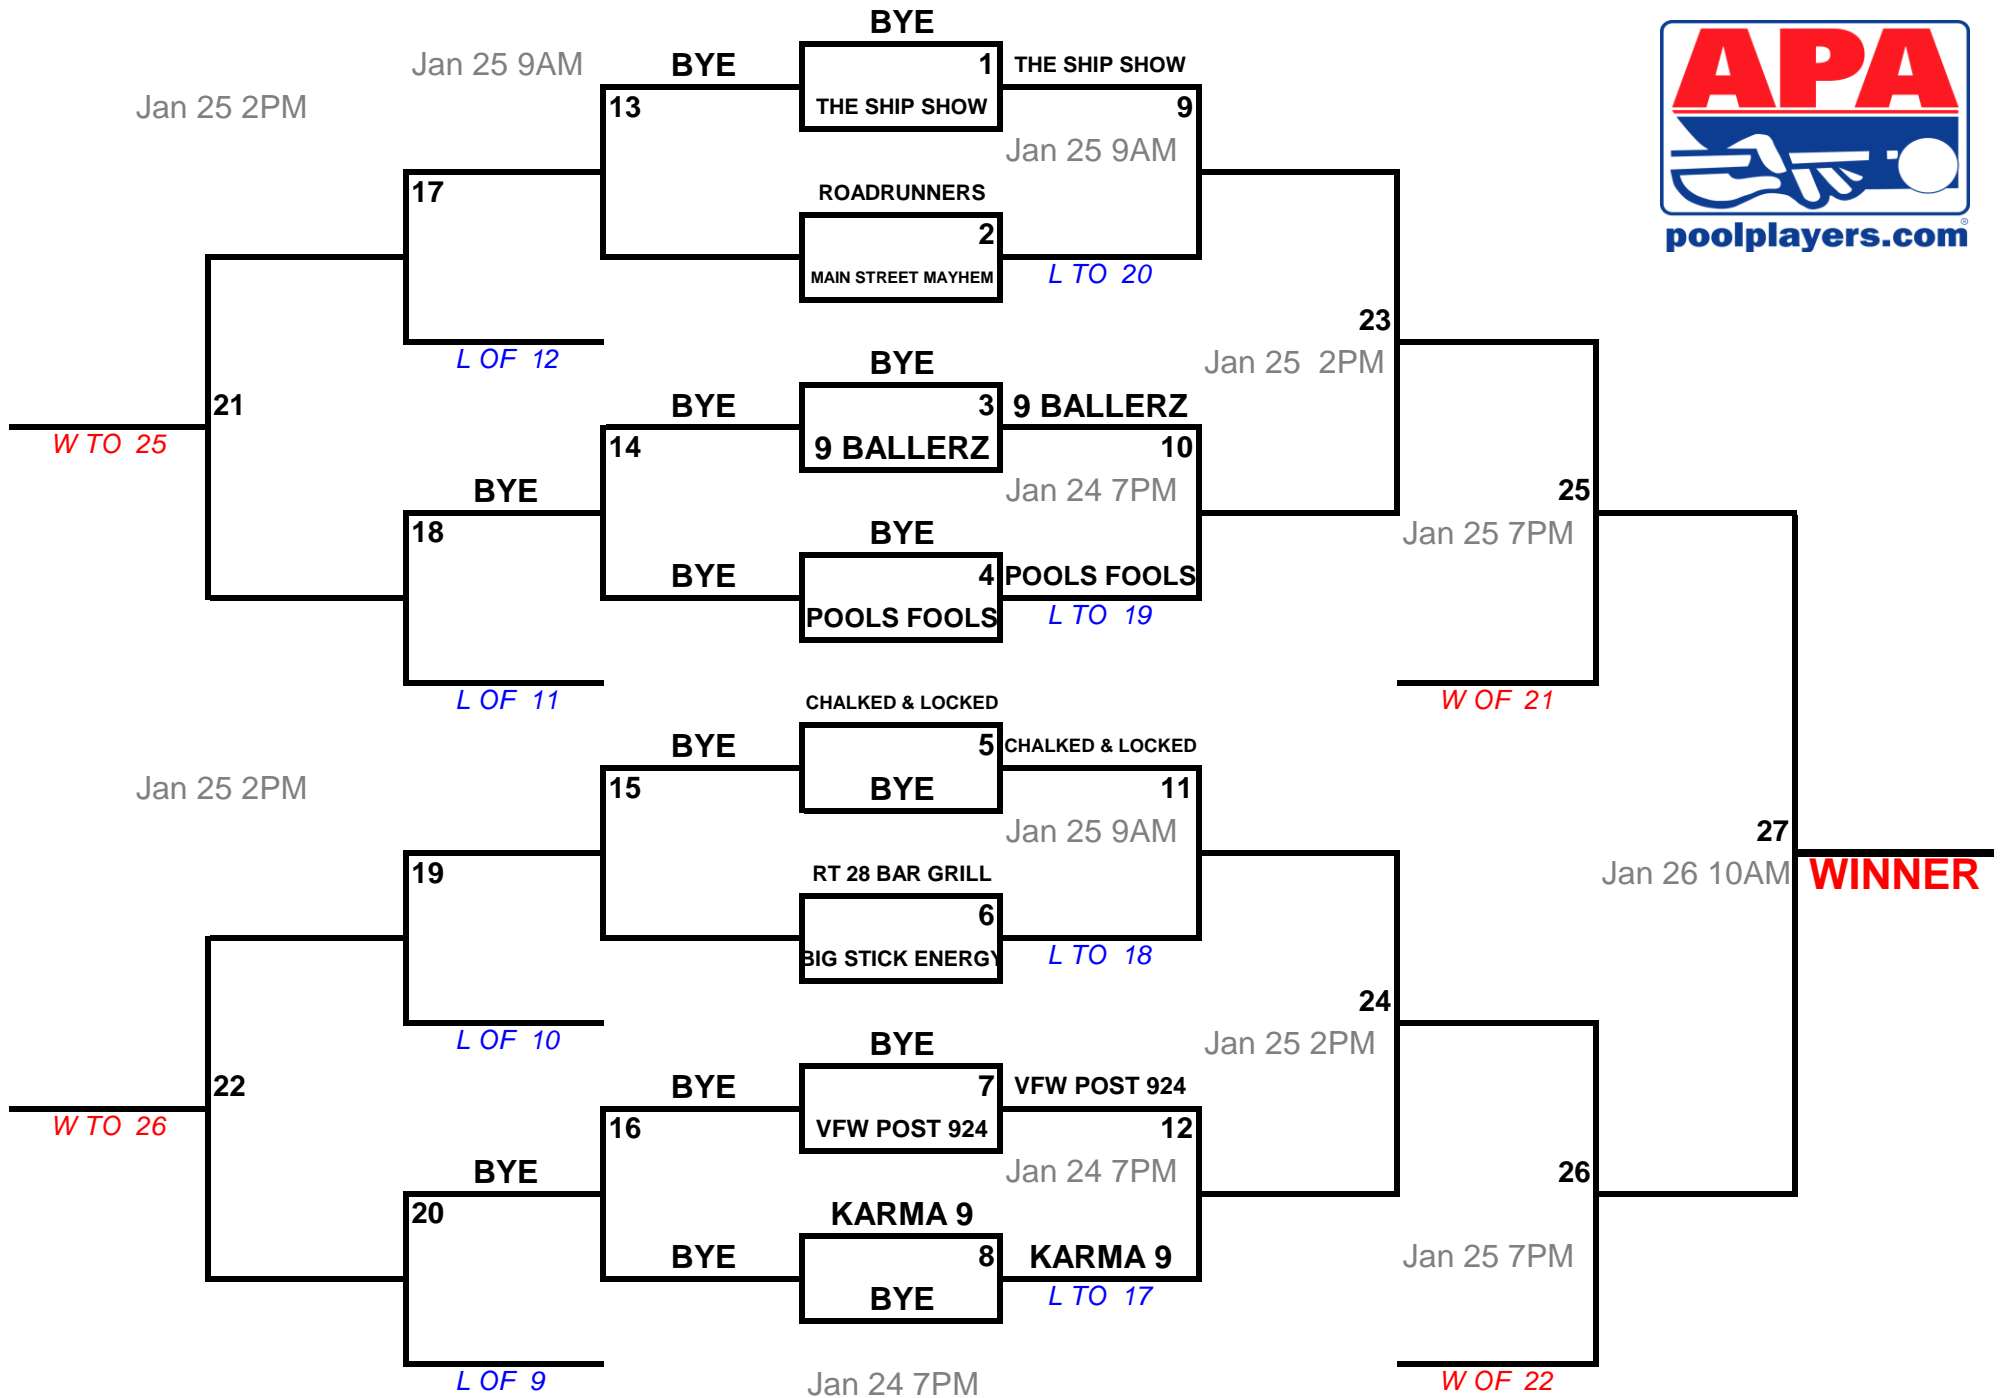 BYE
Jan 25 9AM
BYE
1
THE SHIP SHOW
Jan 25 2PM
13
THE SHIP SHOW
9
Jan 25 9AM
17
ROADRUNNERS
2
MAIN STREET MAYHEM
L TO 20
23
L OF 12
BYE
Jan 25 2PM
21
BYE
3
9 BALLERZ
W TO 25
14
9 BALLERZ
10
BYE
Jan 24 7PM
25
18
BYE
Jan 25 7PM
BYE
4
POOLS FOOLS
POOLS FOOLS
L TO 19
L OF 11
CHALKED & LOCKED
W OF 21
BYE
5
CHALKED & LOCKED
Jan 25 2PM
15
BYE
11
Jan 25 9AM
27
19
RT 28 BAR GRILL
Jan 26 10AM
WINNER
6
BIG STICK ENERGY
L TO 18
24
L OF 10
BYE
Jan 25 2PM
22
BYE
7
VFW POST 924
W TO 26
16
VFW POST 924
12
BYE
Jan 24 7PM
26
20
KARMA 9
BYE
8
KARMA 9
Jan 25 7PM
BYE
L TO 17
L OF 9
Jan 24 7PM
W OF 22
APA
poolplayers.com
®